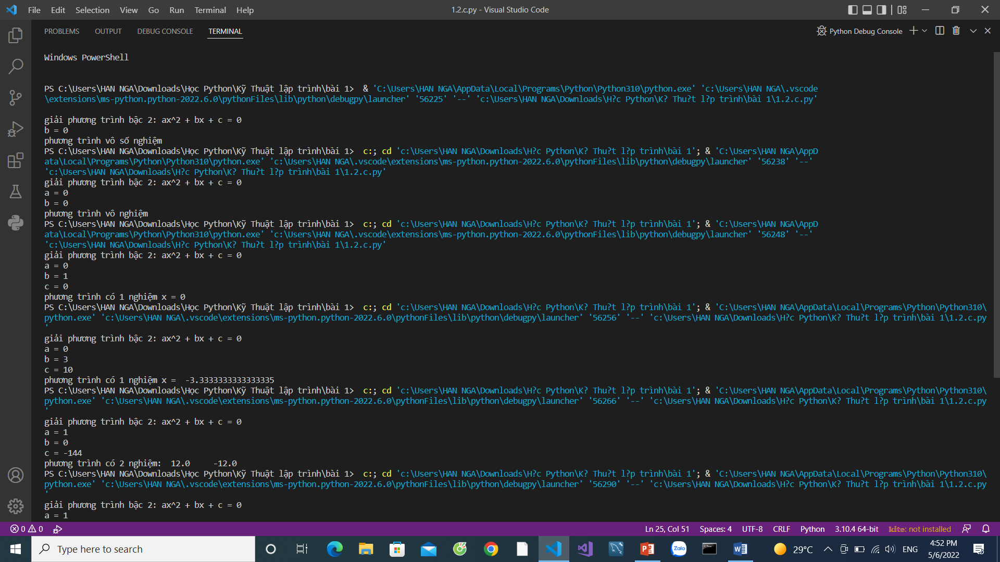 File Edit Selection View Go Run Terminal Help
1.2.c.py - Visual Studio Code
PROBLEMS OUTPUT DEBUG CONSOLE TERMINAL
Python Debug Console
Windows PowerShell
PS C:\Users\HAN NGA\Downloads\Học Python\Kỹ Thuật lập trình\bài 1>  & 'C:\Users\HAN NGA\AppData\Local\Programs\Python\Python310\python.exe' 'c:\Users\HAN NGA\.vscode
\extensions\ms-python.python-2022.6.0\pythonFiles\lib\python\debugpy\launcher' '56225' '--' 'c:\Users\HAN NGA\Downloads\H?c Python\K? Thu?t l?p trình\bài 1\1.2.c.py'
giải phương trình bậc 2: ax^2 + bx + c = 0
b = 0
phương trình vô số nghiệm
PS C:\Users\HAN NGA\Downloads\Học Python\Kỹ Thuật lập trình\bài 1>  c:; cd 'c:\Users\HAN NGA\Downloads\H?c Python\K? Thu?t l?p trình\bài 1'; & 'C:\Users\HAN NGA\AppD
ata\Local\Programs\Python\Python310\python.exe' 'c:\Users\HAN NGA\.vscode\extensions\ms-python.python-2022.6.0\pythonFiles\lib\python\debugpy\launcher' '56238' '--'
'c:\Users\HAN NGA\Downloads\H?c Python\K? Thu?t l?p trình\bài 1\1.2.c.py'
giải phương trình bậc 2: ax^2 + bx + c = 0
a = 0
b = 0
phương trình vô nghiệm
PS C:\Users\HAN NGA\Downloads\Học Python\Kỹ Thuật lập trình\bài 1>  c:; cd 'c:\Users\HAN NGA\Downloads\H?c Python\K? Thu?t l?p trình\bài 1'; & 'C:\Users\HAN NGA\AppD
ata\Local\Programs\Python\Python310\python.exe' 'c:\Users\HAN NGA\.vscode\extensions\ms-python.python-2022.6.0\pythonFiles\lib\python\debugpy\launcher' '56248' '--'
'c:\Users\HAN NGA\Downloads\H?c Python\K? Thu?t l?p trình\bài 1\1.2.c.py'
giải phương trình bậc 2: ax^2 + bx + c = 0
a = 0
b = 1
c = 0
phương trình có 1 nghiệm x = 0
PS C:\Users\HAN NGA\Downloads\Học Python\Kỹ Thuật lập trình\bài 1>  c:; cd 'c:\Users\HAN NGA\Downloads\H?c Python\K? Thu?t l?p trình\bài 1'; & 'C:\Users\HAN NGA\AppData\Local\Programs\Python\Python310\
python.exe' 'c:\Users\HAN NGA\.vscode\extensions\ms-python.python-2022.6.0\pythonFiles\lib\python\debugpy\launcher' '56256' '--' 'c:\Users\HAN NGA\Downloads\H?c Python\K? Thu?t l?p trình\bài 1\1.2.c.py
'
giải phương trình bậc 2: ax^2 + bx + c = 0
a = 0
b = 3
c = 10
phương trình có 1 nghiệm x =  -3.3333333333333335
PS C:\Users\HAN NGA\Downloads\Học Python\Kỹ Thuật lập trình\bài 1>  c:; cd 'c:\Users\HAN NGA\Downloads\H?c Python\K? Thu?t l?p trình\bài 1'; & 'C:\Users\HAN NGA\AppData\Local\Programs\Python\Python310\
python.exe' 'c:\Users\HAN NGA\.vscode\extensions\ms-python.python-2022.6.0\pythonFiles\lib\python\debugpy\launcher' '56266' '--' 'c:\Users\HAN NGA\Downloads\H?c Python\K? Thu?t l?p trình\bài 1\1.2.c.py
'
giải phương trình bậc 2: ax^2 + bx + c = 0
a = 1
b = 0
c = -144
phương trình có 2 nghiệm:  12.0     -12.0
PS C:\Users\HAN NGA\Downloads\Học Python\Kỹ Thuật lập trình\bài 1>  c:; cd 'c:\Users\HAN NGA\Downloads\H?c Python\K? Thu?t l?p trình\bài 1'; & 'C:\Users\HAN NGA\AppData\Local\Programs\Python\Python310\
python.exe' 'c:\Users\HAN NGA\.vscode\extensions\ms-python.python-2022.6.0\pythonFiles\lib\python\debugpy\launcher' '56290' '--' 'c:\Users\HAN NGA\Downloads\H?c Python\K? Thu?t l?p trình\bài 1\1.2.c.py
'
giải phương trình bậc 2: ax^2 + bx + c = 0
a = 1
0 0 Ln 25, Col 51 Spaces: 4 UTF-8 CRLF Python 3.10.4 64-bit kite: not installed
Type here to search
Zalo
29°C
ENG
4:52 PM
5/6/2022